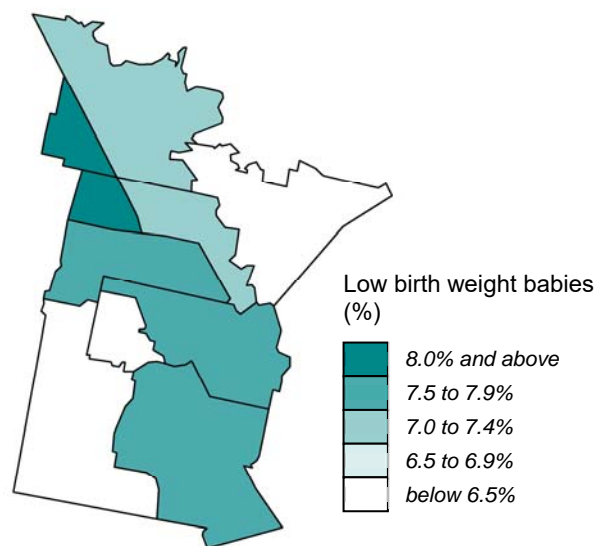 Low birth weight babies
(%)
8.0% and above
7.5 to 7.9%
7.0 to 7.4%
6.5 to 6.9%
below 6.5%